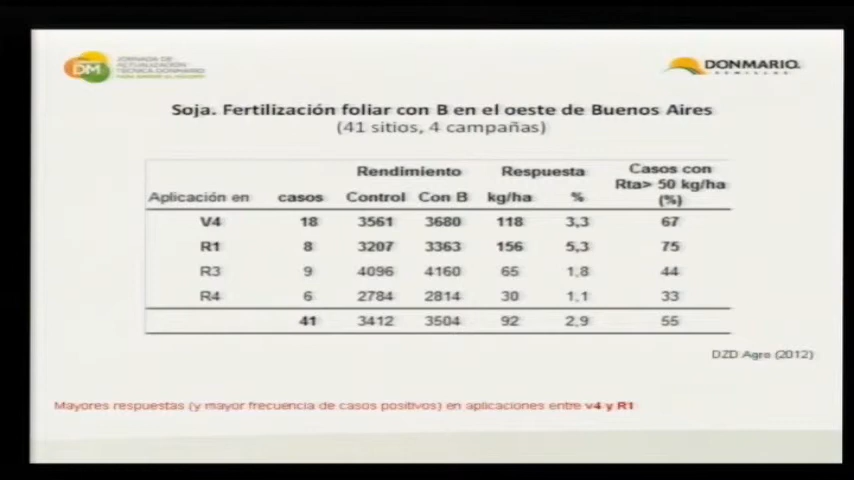 JORNADA DE
ACTUALIZACIÓN
TÉCNICA DONMARIO
DM
DONMARIO.
SEMILLAS
Soja. Fertilización foliar con B en el oeste de Buenos Aires
(41 sitios, 4 campañas)
Rendimiento Respuesta Casos con
Rta> 50 kg/ha
Aplicación en casos Control Con B kg/ha % (%)
V4 18 3561 3680 118 3,3 67
R1 8 3207 3363 156 5,3 75
R3 9 4096 4160 65 1,8 44
R4 6 2784 2814 30 1,1 33
41 3412 3504 92 2,9 55
DZD Agro (2012)
Mayores respuestas (y mayor frecuencia de casos positivos) en aplicaciones entre v4 y R1